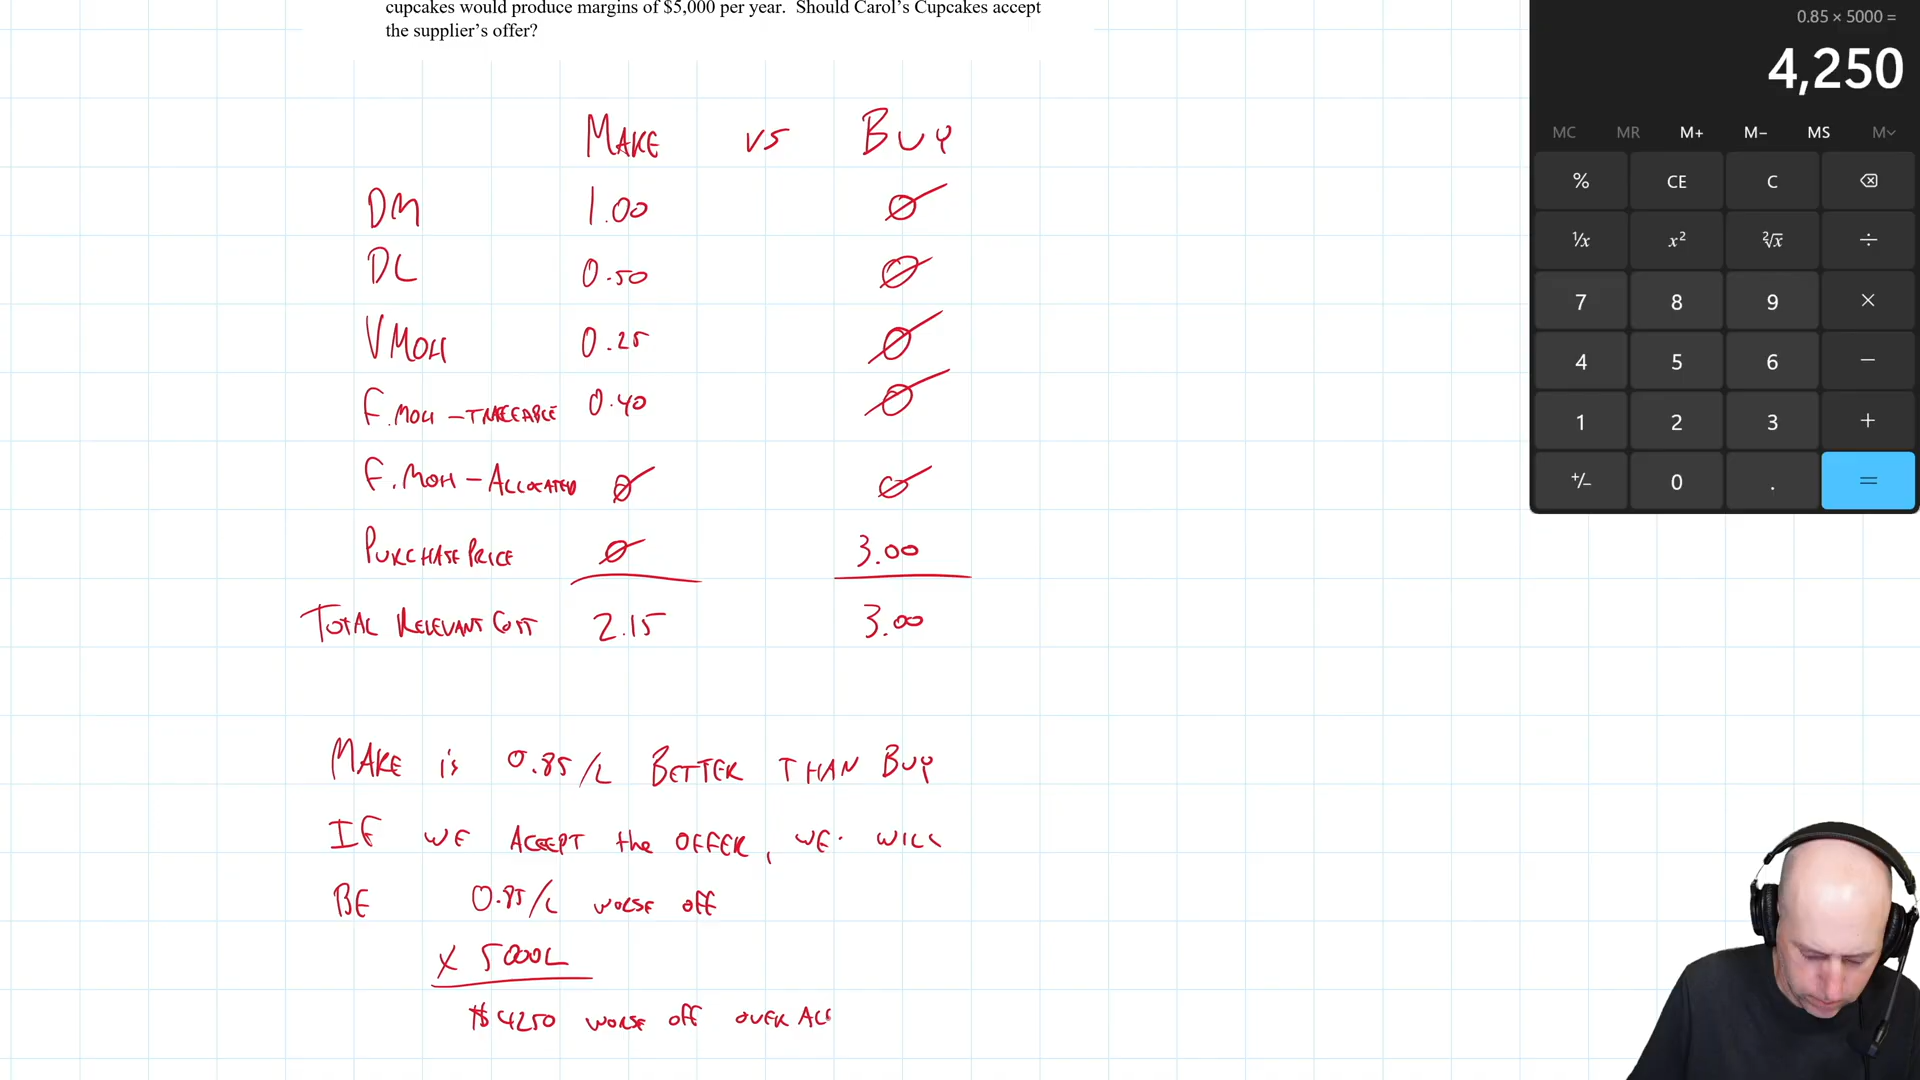 cupcakes would produce margins of $5,000 per year. Should Carol's Cupcakes accept
the supplier's offer?
MAKE vs BUY
DM 1.00 Ø
DL 0.50 Ø
VMOH 0.25 Ø
F.MOH - TRACEABLE 0.40 Ø
F.MOH - ALLOCATED Ø Ø
PURCHASE PRICE Ø 3.00
TOTAL RELEVANT COST 2.15 3.00
MAKE is 0.85/L BETTER THAN BUY
IF WE ACCEPT the OFFER, WE WILL
BE 0.85/L WORSE OFF
X 5000L
$4250 WORSE OFF OVER ALL
0.85 × 5000 =
4,250
MC MR M+ M− MS M˅
% CE C ⌫
¹/x x² ²√x ÷
7 8 9 ×
4 5 6 −
1 2 3 +
+/− 0 . =